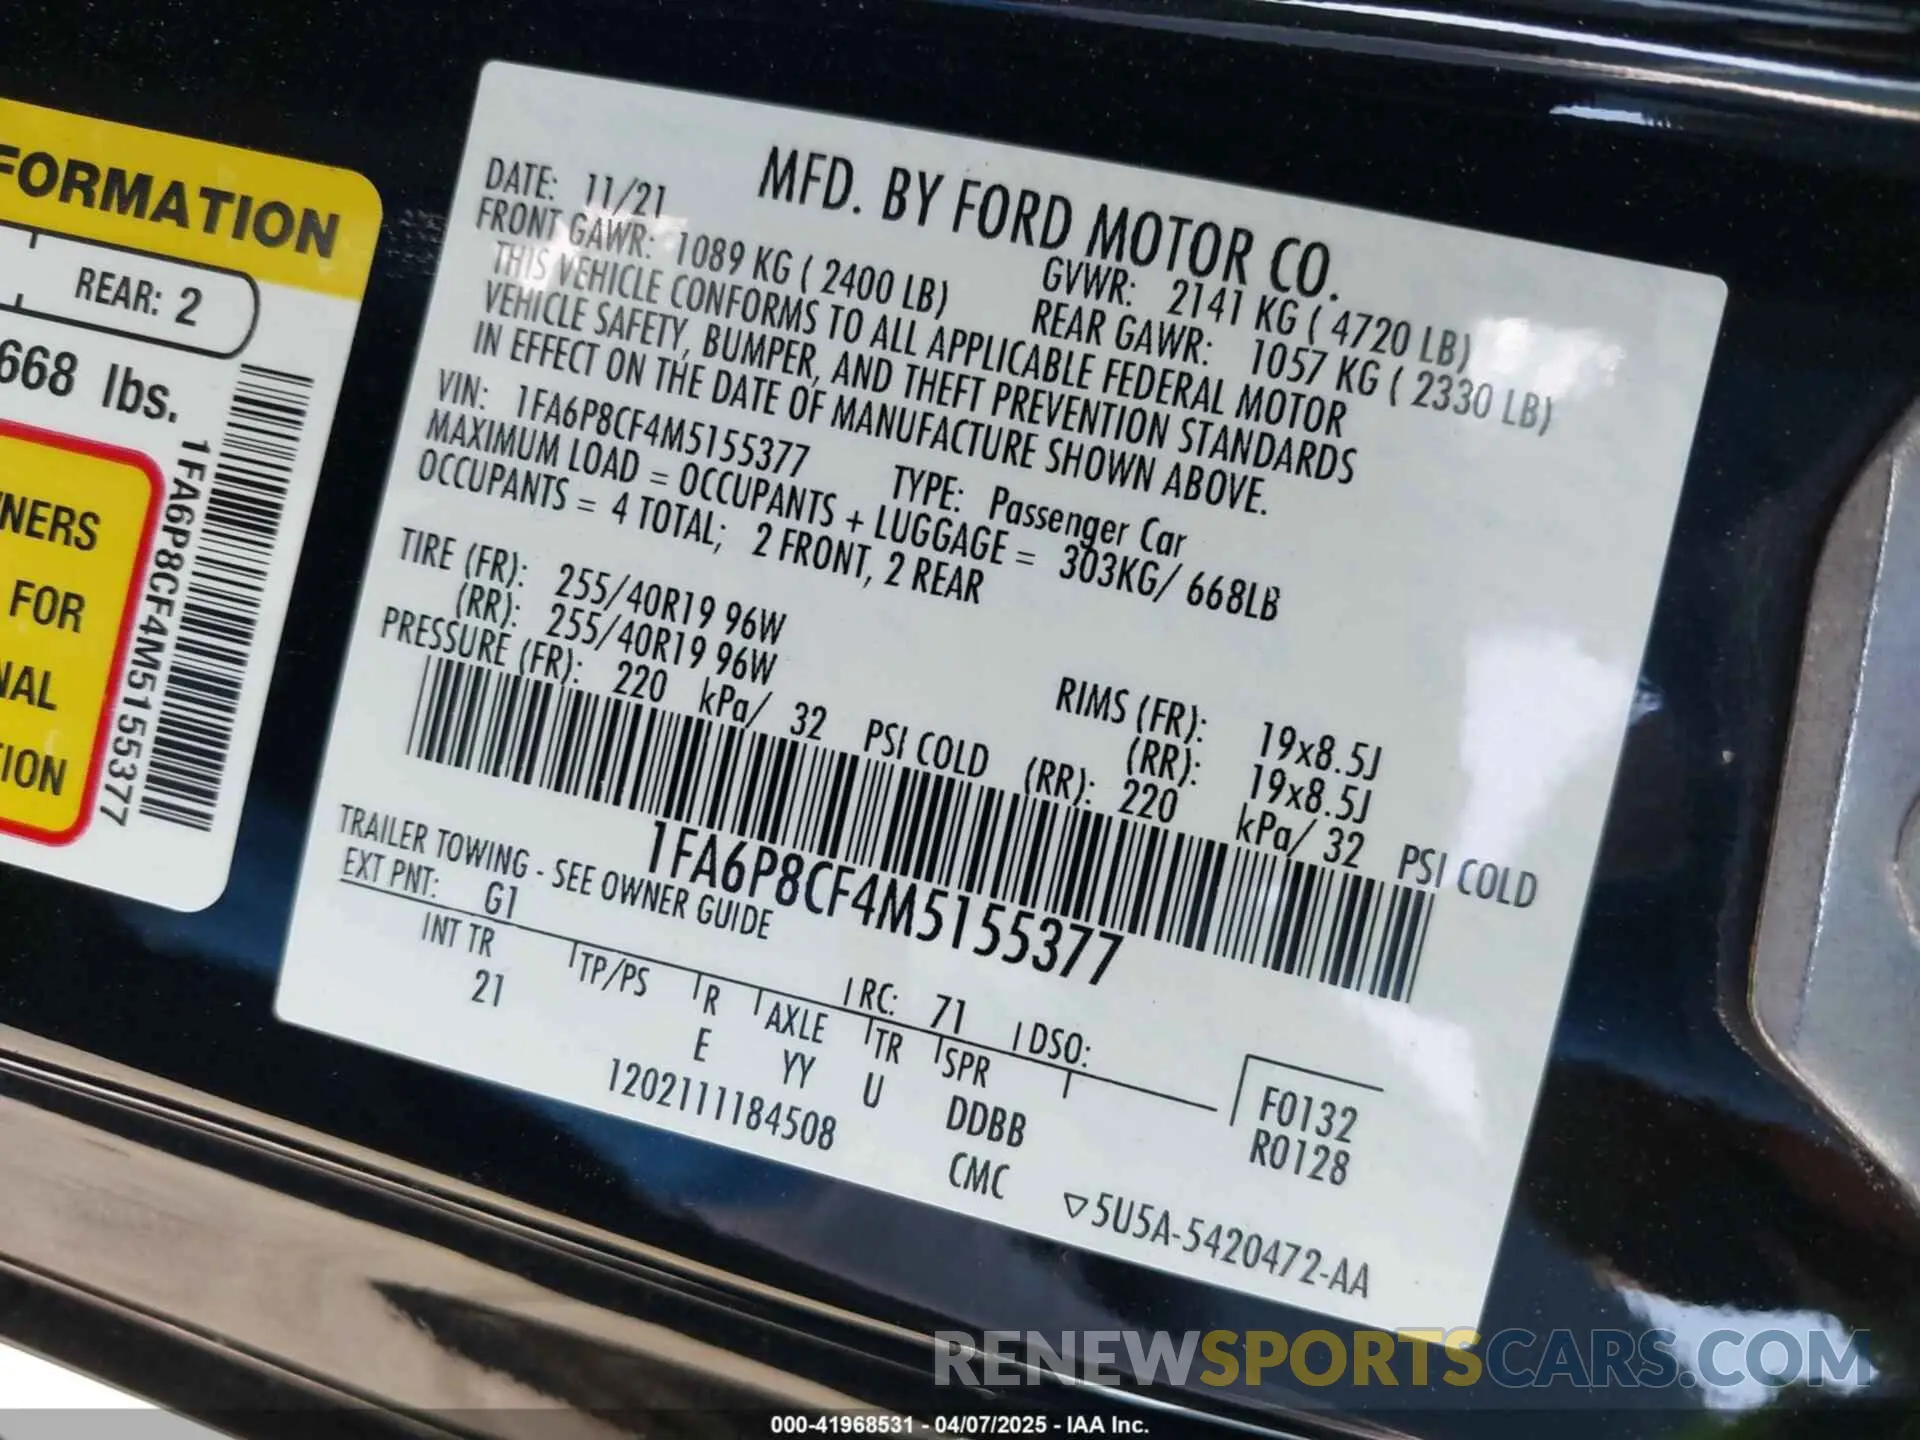 FORMATION
REAR: 2
668 lbs.
1FA6P8CF4M5155377
NERS
FOR
NAL
ION
MFD. BY FORD MOTOR CO.
DATE: 11/21
GVWR: 2141 KG ( 4720 LB)
FRONT GAWR: 1089 KG ( 2400 LB)
REAR GAWR: 1057 KG ( 2330 LB)
THIS VEHICLE CONFORMS TO ALL APPLICABLE FEDERAL MOTOR
VEHICLE SAFETY, BUMPER, AND THEFT PREVENTION STANDARDS
IN EFFECT ON THE DATE OF MANUFACTURE SHOWN ABOVE.
VIN: 1FA6P8CF4M5155377 TYPE: Passenger Car
MAXIMUM LOAD = OCCUPANTS + LUGGAGE = 303KG/ 668LB
OCCUPANTS = 4 TOTAL; 2 FRONT, 2 REAR
TIRE (FR): 255/40R19 96W RIMS (FR): 19x8.5J
(RR): 255/40R19 96W (RR): 19x8.5J
PRESSURE (FR): 220 kPa/ 32 PSI COLD (RR): 220 kPa/ 32 PSI COLD
1FA6P8CF4M5155377
TRAILER TOWING - SEE OWNER GUIDE
EXT PNT: G1 RC: 71 DSO:
INT TR TP/PS R AXLE TR SPR
21 E YY U DDBB
F0132
R0128
1202111184508 CMC
▽5U5A-5420472-AA
RENEWSPORTSCARS.COM
000-41968531 - 04/07/2025 - IAA Inc.